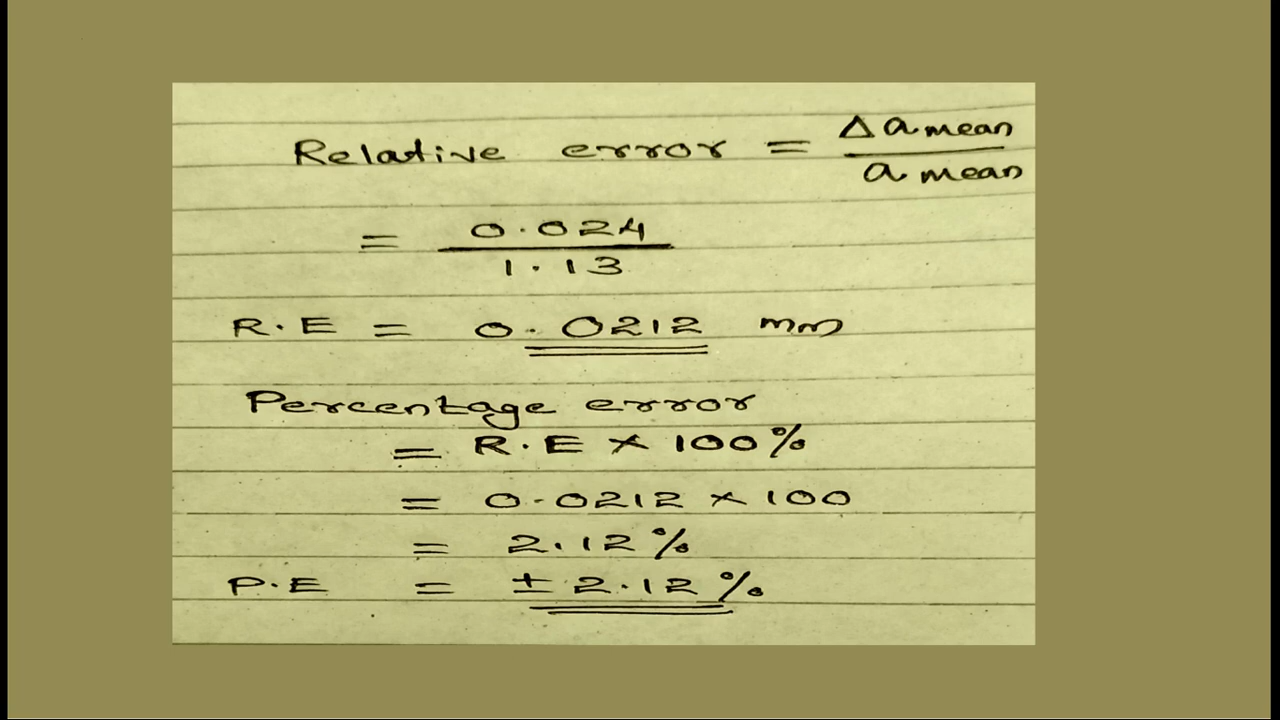 Relative error = Δa mean / a mean
= 0.024 / 1.13
R.E = 0.0212 mm
Percentage error
= R.E × 100%
= 0.0212 × 100
= 2.12%
P.E = ± 2.12%